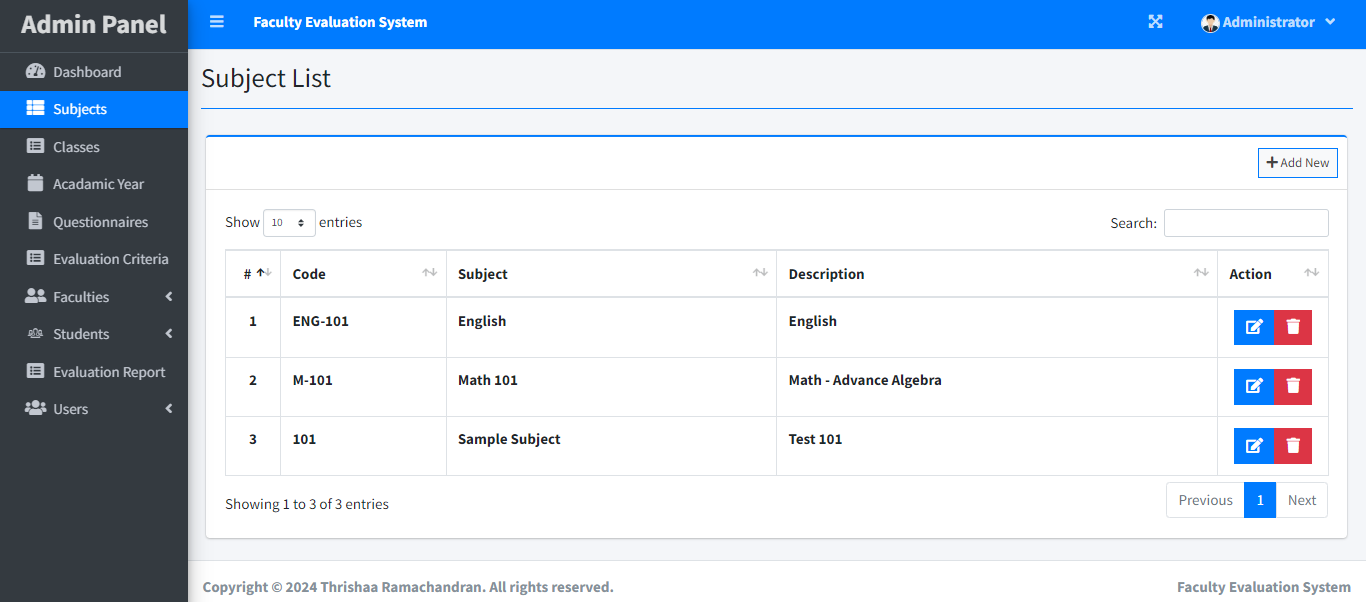 Admin Panel
Faculty Evaluation System
Administrator
Dashboard
Subjects
Classes
Acadamic Year
Questionnaires
Evaluation Criteria
Faculties
Students
Evaluation Report
Users
Subject List
Add New
Show 10 entries
Search:
# Code Subject Description Action
1 ENG-101 English English
2 M-101 Math 101 Math - Advance Algebra
3 101 Sample Subject Test 101
Showing 1 to 3 of 3 entries
Previous 1 Next
Copyright © 2024 Thrishaa Ramachandran. All rights reserved.
Faculty Evaluation System